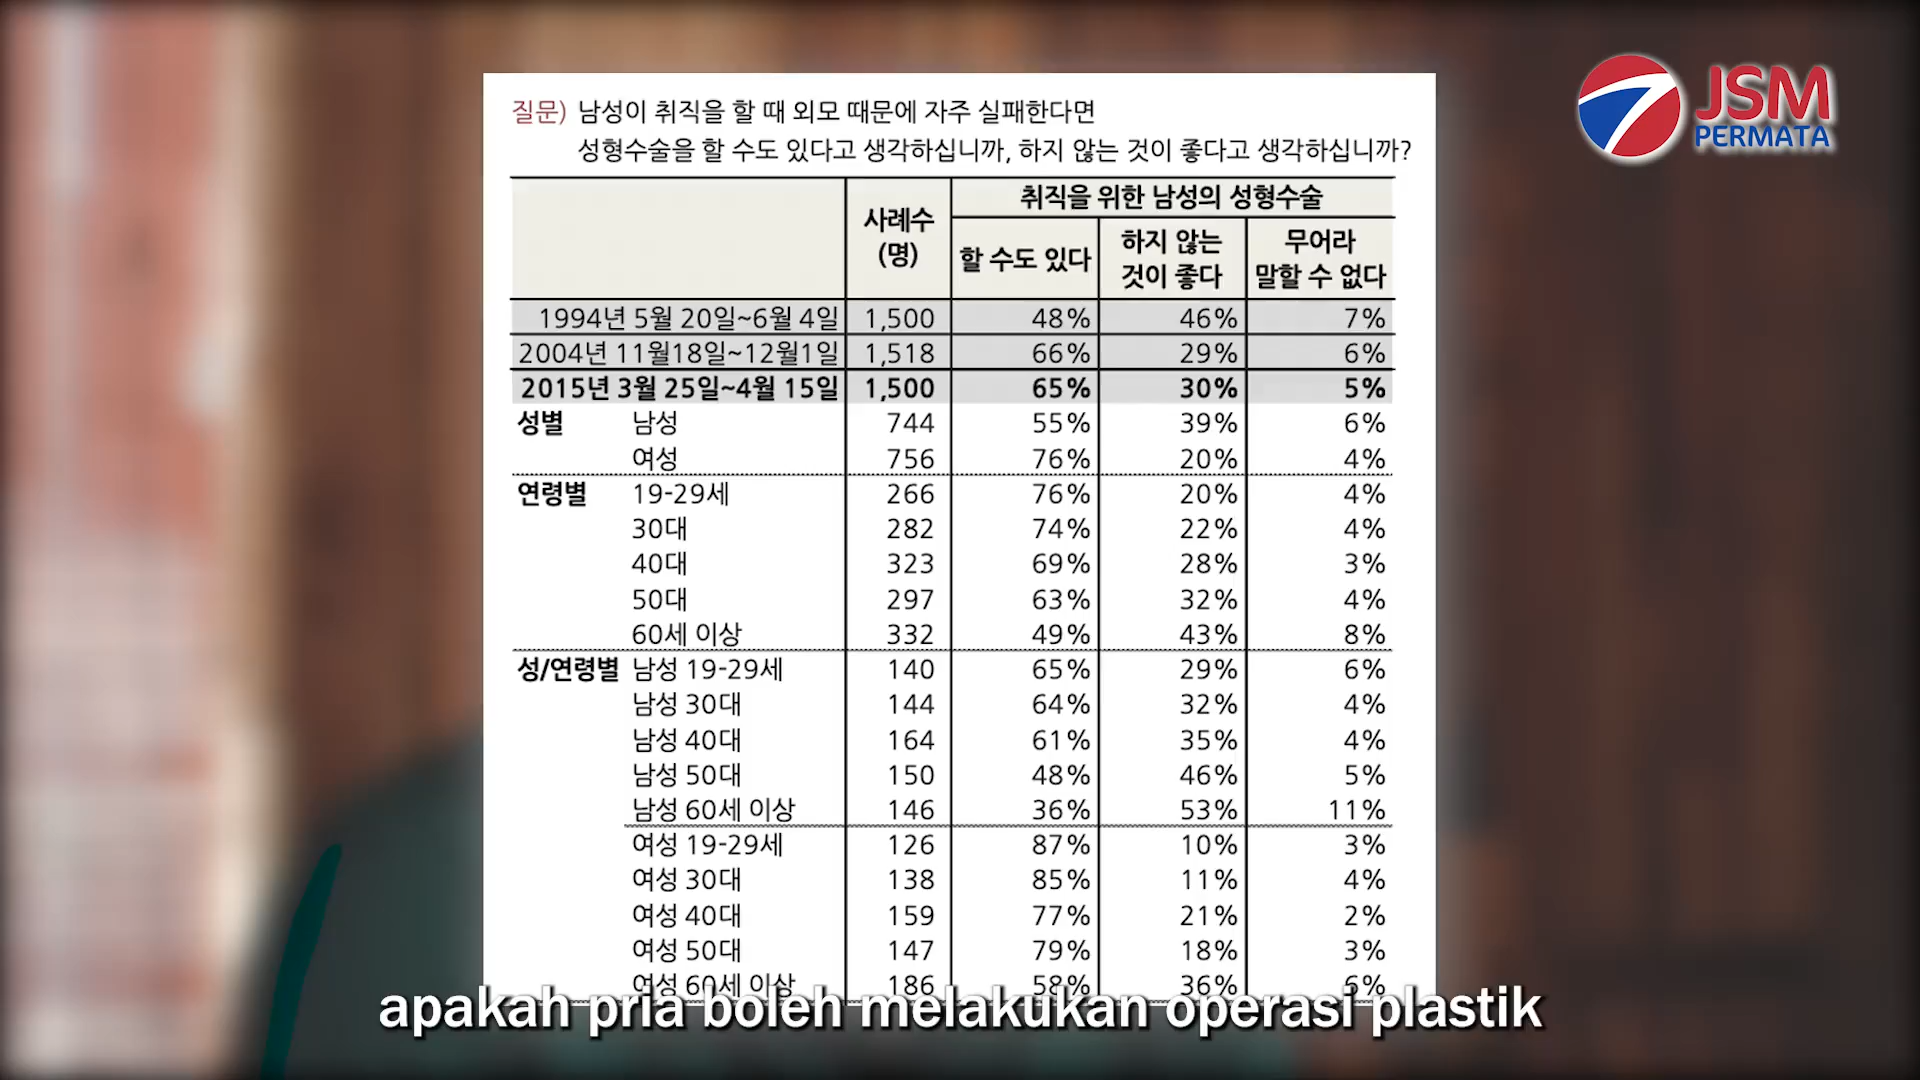 JSM
PERMATA
질문) 남성이 취직을 할 때 외모 때문에 자주 실패한다면
성형수술을 할 수도 있다고 생각하십니까, 하지 않는 것이 좋다고 생각하십니까?
취직을 위한 남성의 성형수술
사례수
(명)
할 수도 있다
하지 않는
것이 좋다
무어라
말할 수 없다
1994년 5월 20일~6월 4일 1,500 48% 46% 7%
2004년 11월18일~12월1일 1,518 66% 29% 6%
2015년 3월 25일~4월 15일 1,500 65% 30% 5%
성별 남성 744 55% 39% 6%
여성 756 76% 20% 4%
연령별 19-29세 266 76% 20% 4%
30대 282 74% 22% 4%
40대 323 69% 28% 3%
50대 297 63% 32% 4%
60세 이상 332 49% 43% 8%
성/연령별 남성 19-29세 140 65% 29% 6%
남성 30대 144 64% 32% 4%
남성 40대 164 61% 35% 4%
남성 50대 150 48% 46% 5%
남성 60세 이상 146 36% 53% 11%
여성 19-29세 126 87% 10% 3%
여성 30대 138 85% 11% 4%
여성 40대 159 77% 21% 2%
여성 50대 147 79% 18% 3%
여성 60세 이상 186 58% 36% 6%
apakah pria boleh melakukan operasi plastik